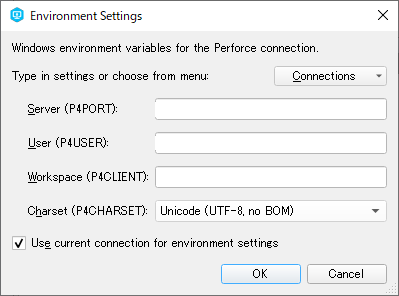 Environment Settings
Windows environment variables for the Perforce connection.
Type in settings or choose from menu:
Connections
Server (P4PORT):
User (P4USER):
Workspace (P4CLIENT):
Charset (P4CHARSET):
Unicode (UTF-8, no BOM)
Use current connection for environment settings
OK
Cancel